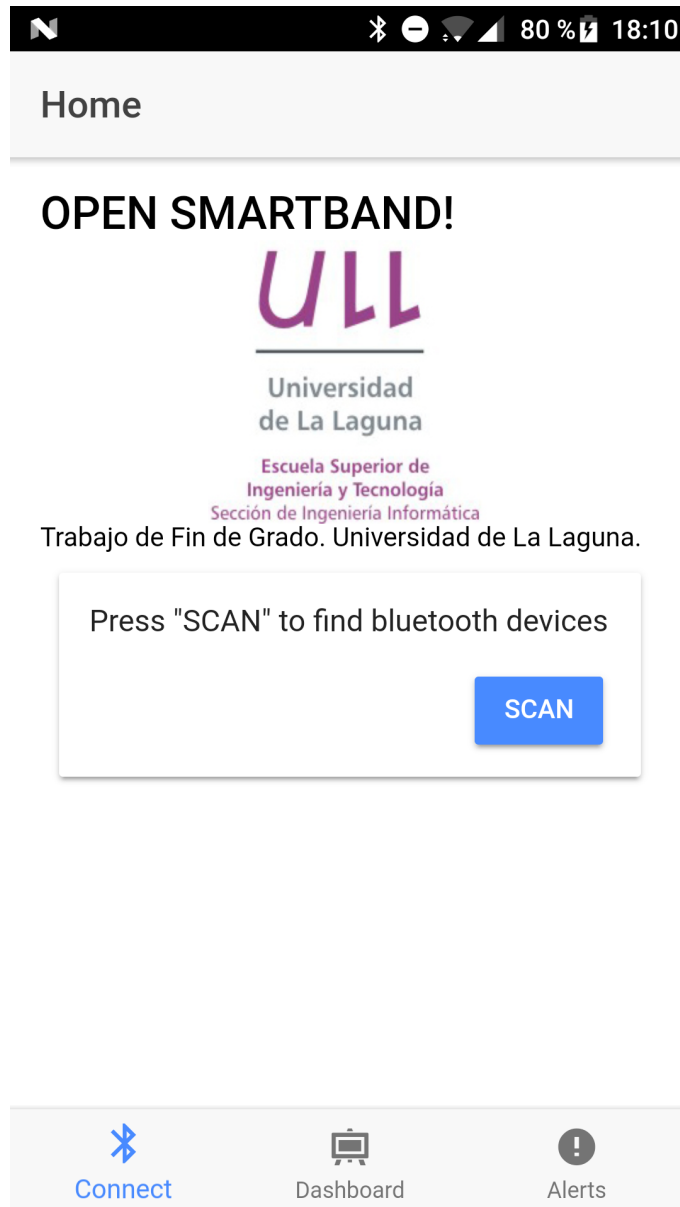 80 % 18:10
Home
OPEN SMARTBAND!
ull
Universidad
de La Laguna
Escuela Superior de
Ingeniería y Tecnología
Sección de Ingeniería Informática
Trabajo de Fin de Grado. Universidad de La Laguna.
Press "SCAN" to find bluetooth devices
SCAN
Connect Dashboard Alerts